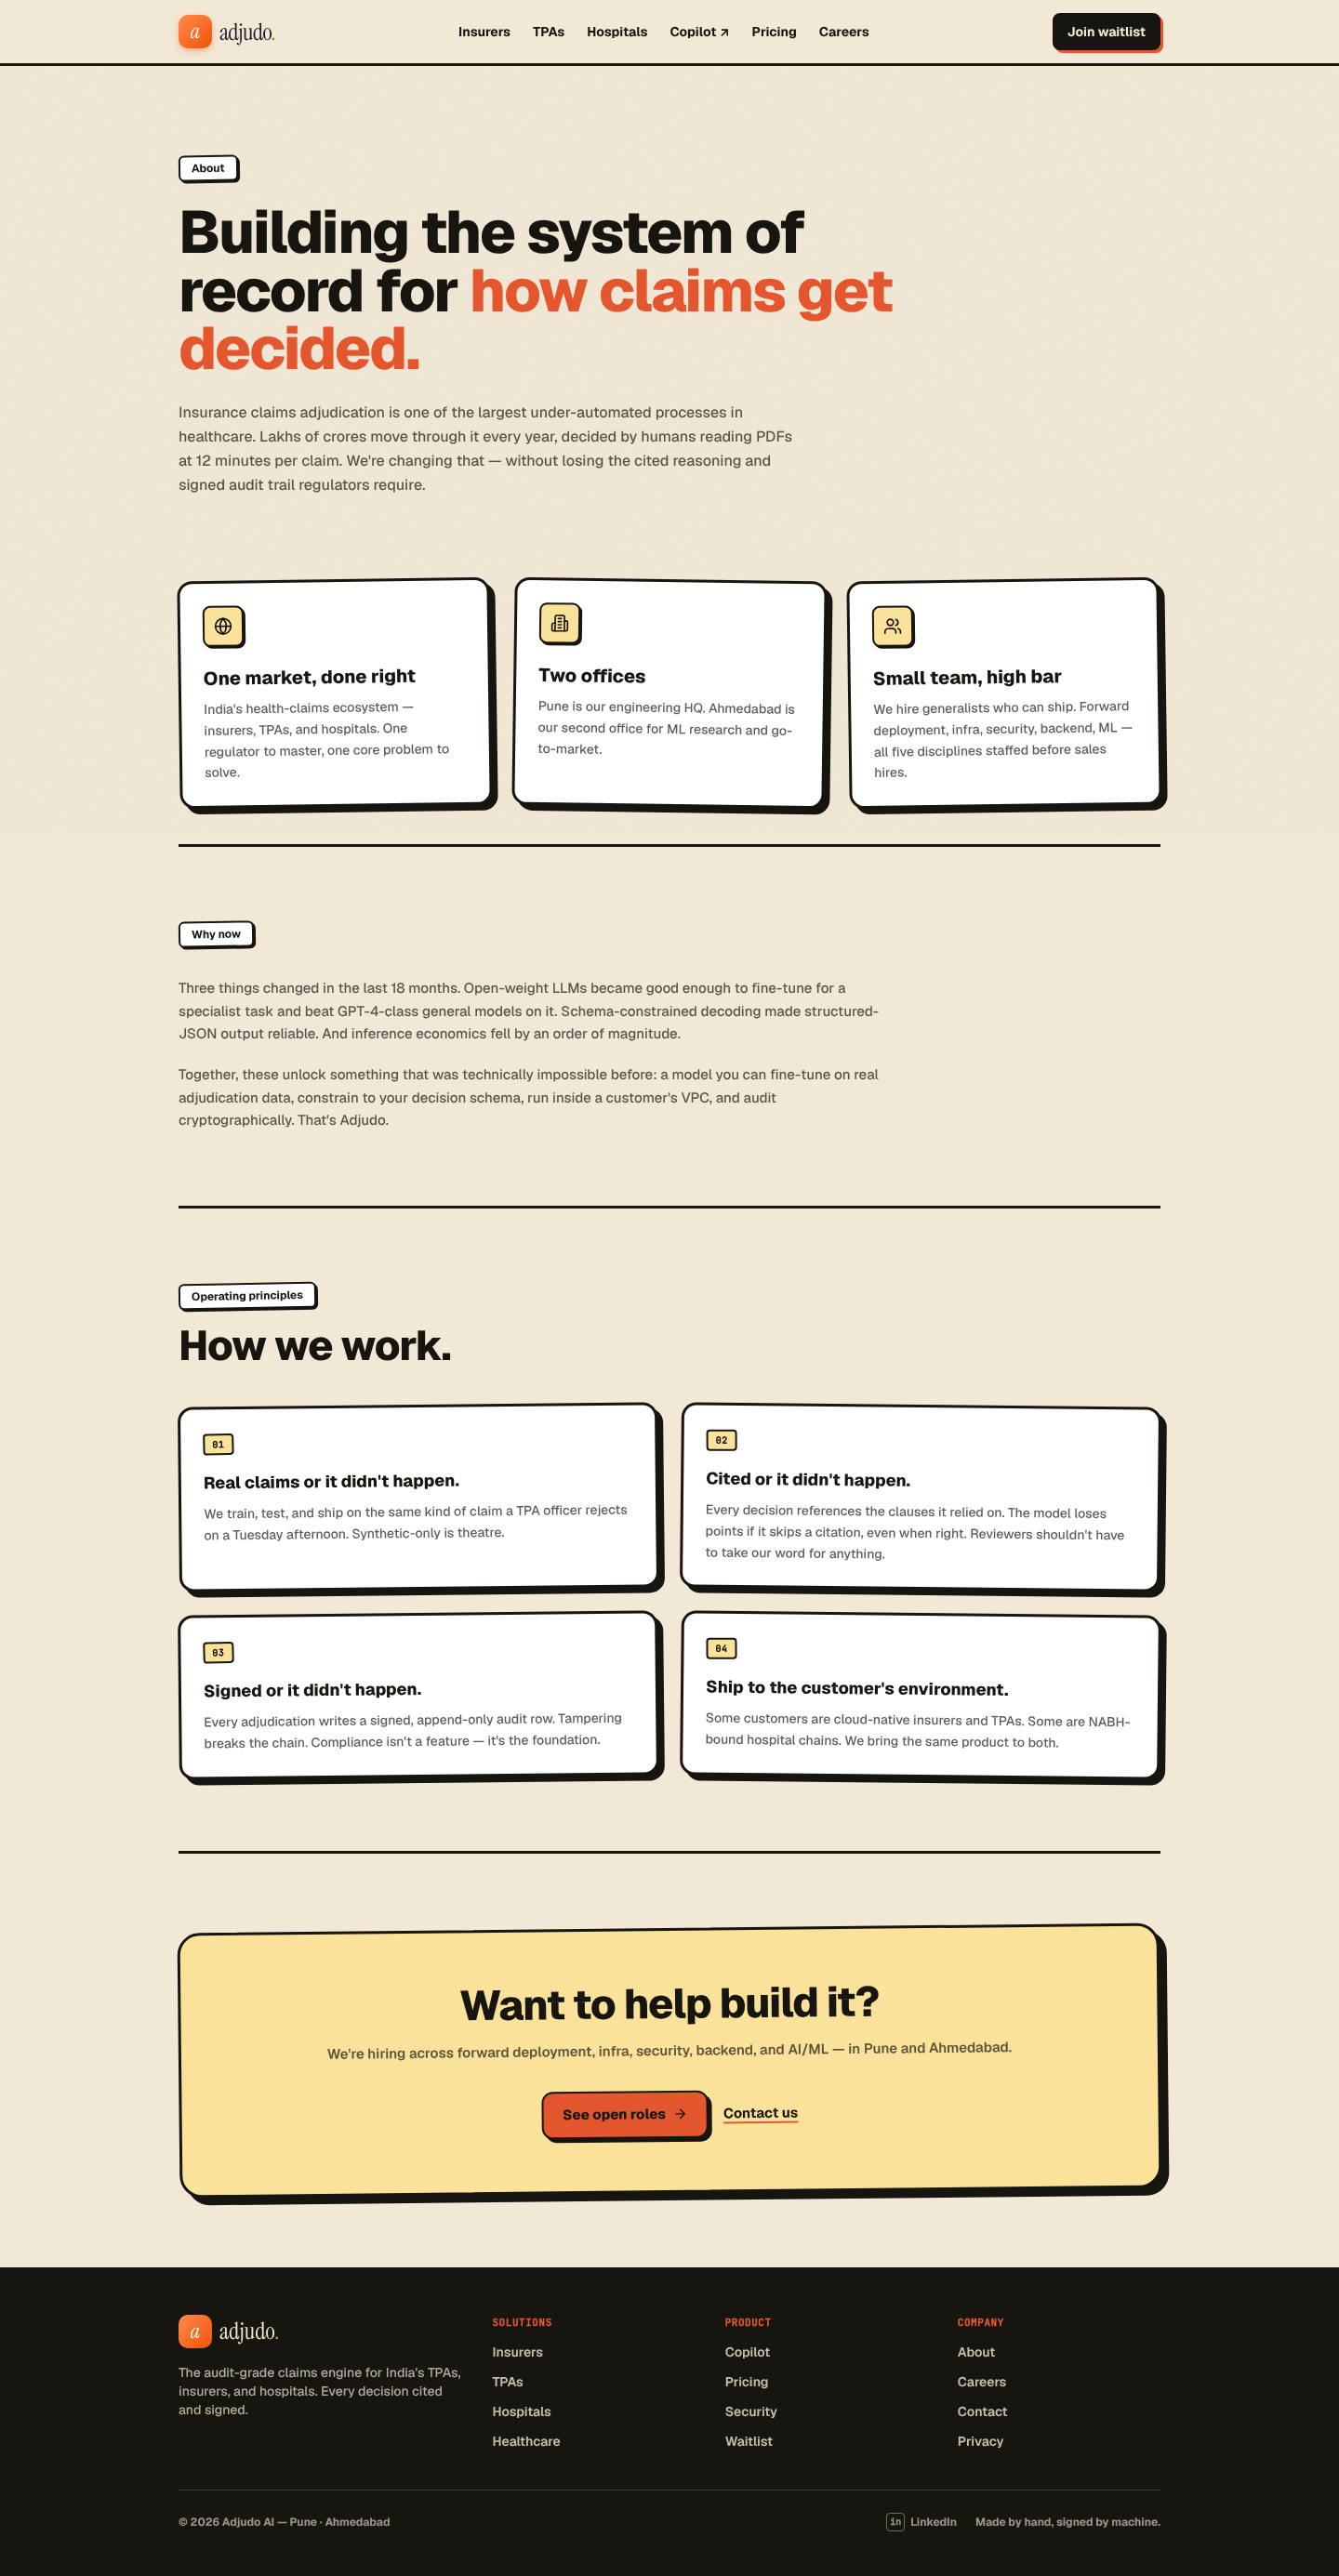 a adjudo.
Insurers TPAs Hospitals Copilot ↗ Pricing Careers
Join waitlist
About
Building the system of
record for how claims get
decided.
Insurance claims adjudication is one of the largest under-automated processes in
healthcare. Lakhs of crores move through it every year, decided by humans reading PDFs
at 12 minutes per claim. We're changing that — without losing the cited reasoning and
signed audit trail regulators require.
One market, done right
India's health-claims ecosystem —
insurers, TPAs, and hospitals. One
regulator to master, one core problem to
solve.
Two offices
Pune is our engineering HQ. Ahmedabad is
our second office for ML research and go-
to-market.
Small team, high bar
We hire generalists who can ship. Forward
deployment, infra, security, backend, ML —
all five disciplines staffed before sales
hires.
Why now
Three things changed in the last 18 months. Open-weight LLMs became good enough to fine-tune for a
specialist task and beat GPT-4-class general models on it. Schema-constrained decoding made structured-
JSON output reliable. And inference economics fell by an order of magnitude.
Together, these unlock something that was technically impossible before: a model you can fine-tune on real
adjudication data, constrain to your decision schema, run inside a customer's VPC, and audit
cryptographically. That's Adjudo.
Operating principles
How we work.
01
Real claims or it didn't happen.
We train, test, and ship on the same kind of claim a TPA officer rejects
on a Tuesday afternoon. Synthetic-only is theatre.
02
Cited or it didn't happen.
Every decision references the clauses it relied on. The model loses
points if it skips a citation, even when right. Reviewers shouldn't have
to take our word for anything.
03
Signed or it didn't happen.
Every adjudication writes a signed, append-only audit row. Tampering
breaks the chain. Compliance isn't a feature — it's the foundation.
04
Ship to the customer's environment.
Some customers are cloud-native insurers and TPAs. Some are NABH-
bound hospital chains. We bring the same product to both.
Want to help build it?
We're hiring across forward deployment, infra, security, backend, and AI/ML — in Pune and Ahmedabad.
See open roles →
Contact us
a adjudo.
The audit-grade claims engine for India's TPAs,
insurers, and hospitals. Every decision cited
and signed.
SOLUTIONS
Insurers
TPAs
Hospitals
Healthcare
PRODUCT
Copilot
Pricing
Security
Waitlist
COMPANY
About
Careers
Contact
Privacy
© 2026 Adjudo AI — Pune · Ahmedabad
in LinkedIn
Made by hand, signed by machine.